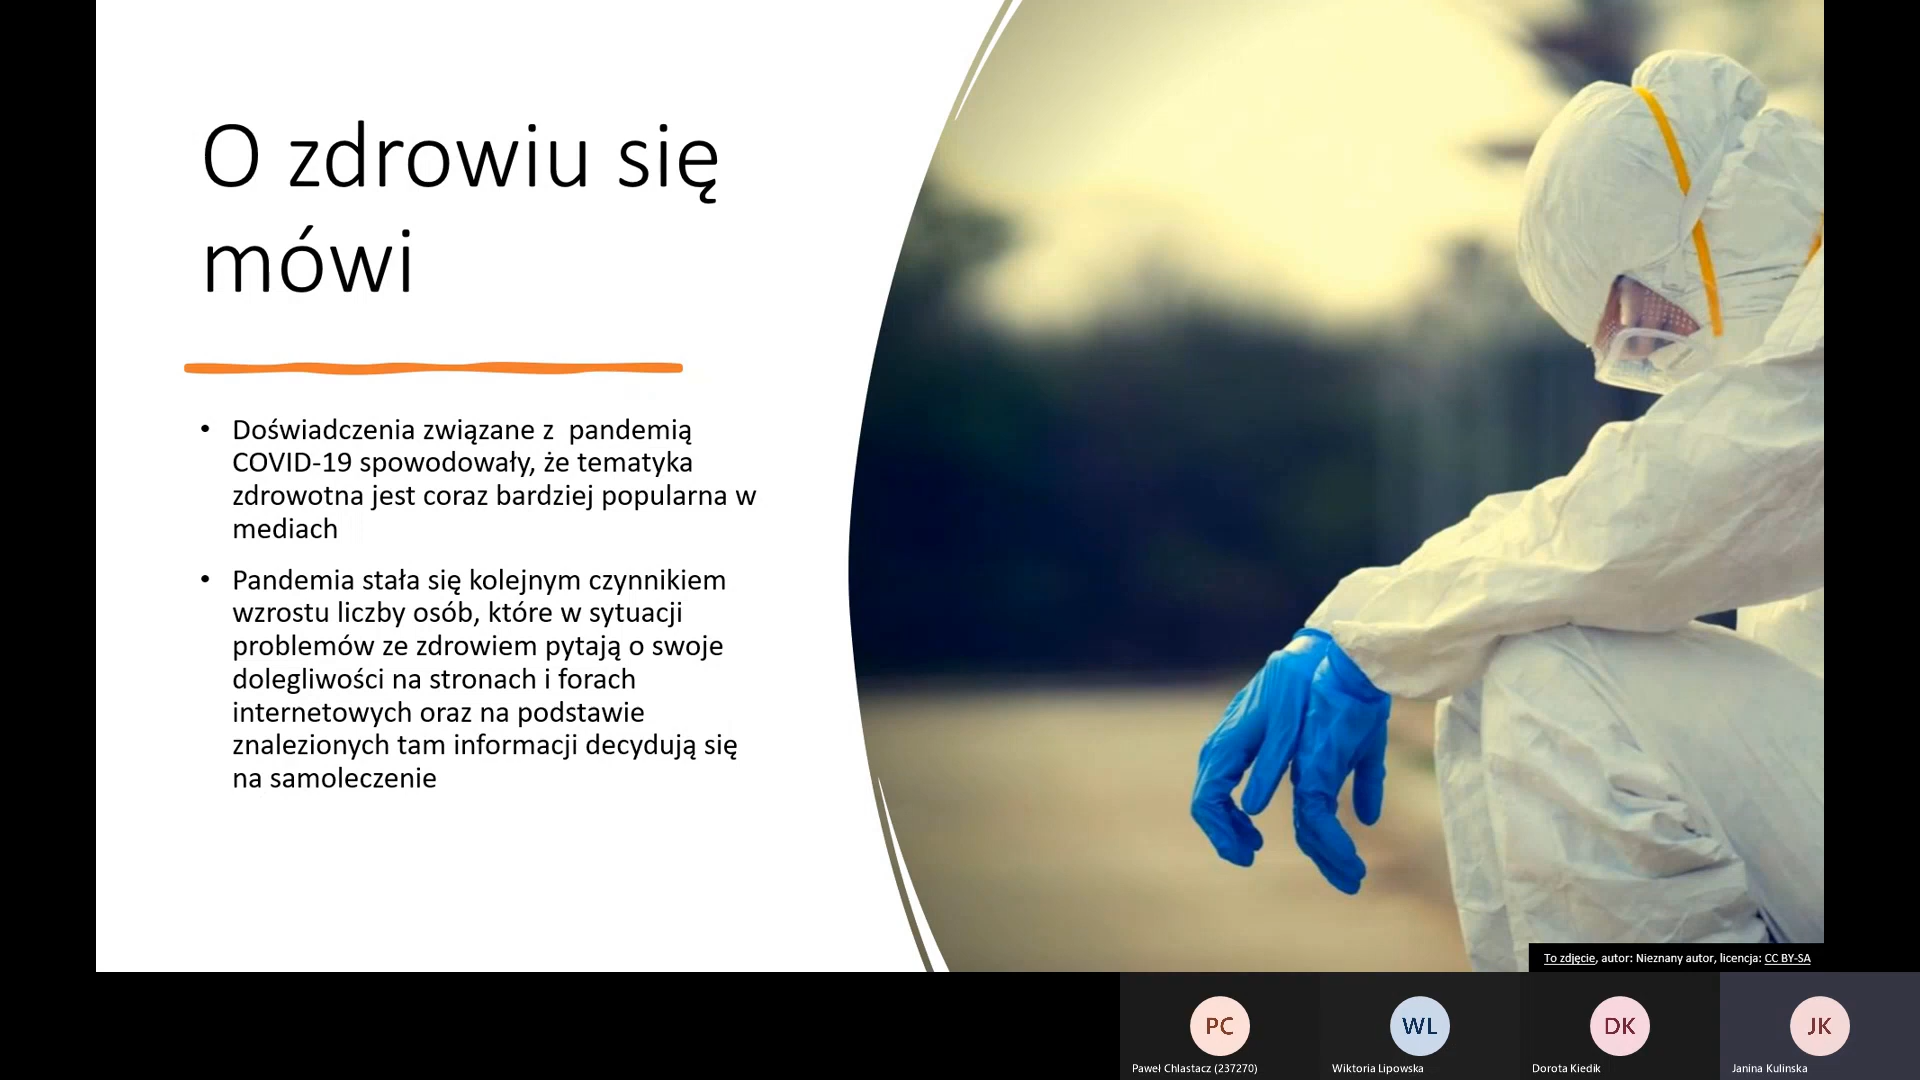 O zdrowiu się
mówi
• Doświadczenia związane z  pandemią
COVID-19 spowodowały, że tematyka
zdrowotna jest coraz bardziej popularna w
mediach
• Pandemia stała się kolejnym czynnikiem
wzrostu liczby osób, które w sytuacji
problemów ze zdrowiem pytają o swoje
dolegliwości na stronach i forach
internetowych oraz na podstawie
znalezionych tam informacji decydują się
na samoleczenie
To zdjęcie, autor: Nieznany autor, licencja: CC BY-SA
PC
Paweł Chlastacz (237270)
WL
Wiktoria Lipowska
DK
Dorota Kiedik
JK
Janina Kulinska